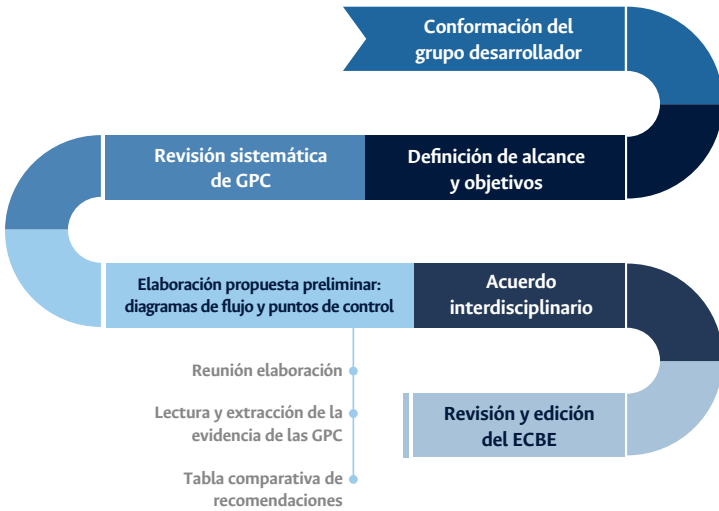 Conformación del
grupo desarrollador
Definición de alcance
y objetivos
Revisión sistemática
de GPC
Elaboración propuesta preliminar:
diagramas de flujo y puntos de control
Reunión elaboración
Lectura y extracción de la
evidencia de las GPC
Tabla comparativa de
recomendaciones
Acuerdo
interdisciplinario
Revisión y edición
del ECBE